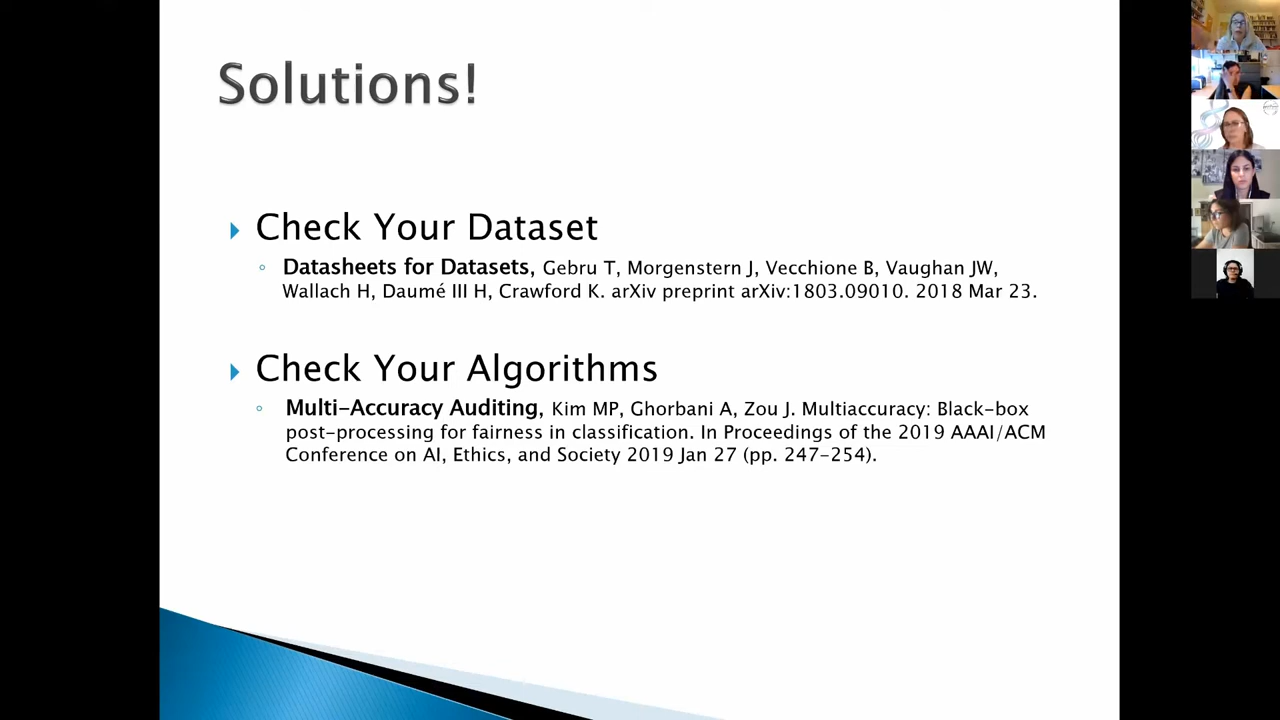 Solutions!
Check Your Dataset
Datasheets for Datasets, Gebru T, Morgenstern J, Vecchione B, Vaughan JW,
Wallach H, Daumé III H, Crawford K. arXiv preprint arXiv:1803.09010. 2018 Mar 23.
Check Your Algorithms
Multi-Accuracy Auditing, Kim MP, Ghorbani A, Zou J. Multiaccuracy: Black-box
post-processing for fairness in classification. In Proceedings of the 2019 AAAI/ACM
Conference on AI, Ethics, and Society 2019 Jan 27 (pp. 247-254).